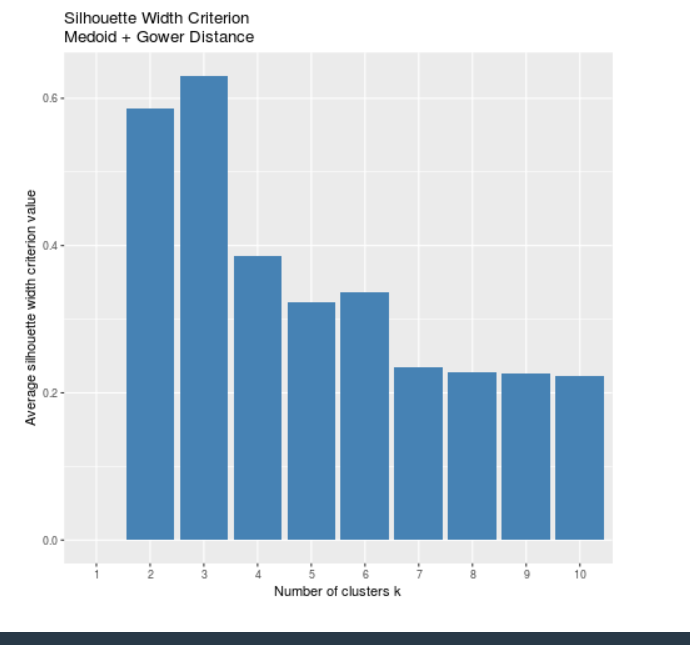 Silhouette Width Criterion
Medoid + Gower Distance
Average silhouette width criterion value
0.6
0.4
0.2
0.0
1 2 3 4 5 6 7 8 9 10
Number of clusters k